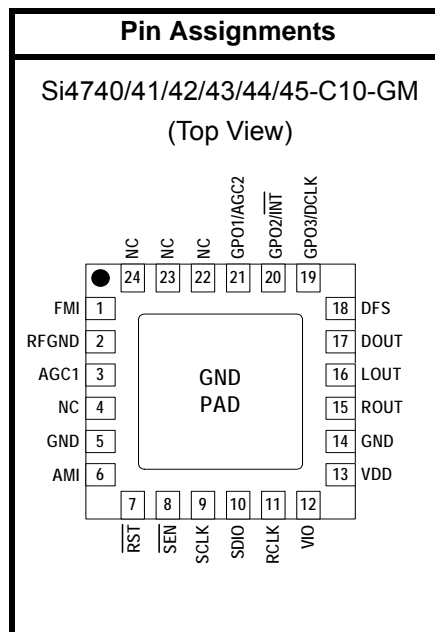 Pin Assignments
Si4740/41/42/43/44/45-C10-GM
(Top View)
NC
NC
NC
GPO1/AGC2
GPO2/INT
GPO3/DCLK
24
23
22
21
20
19
FMI 1
RFGND 2
AGC1 3
NC 4
GND 5
AMI 6
GND
PAD
18 DFS
17 DOUT
16 LOUT
15 ROUT
14 GND
13 VDD
7
8
9
10
11
12
RST
SEN
SCLK
SDIO
RCLK
VIO